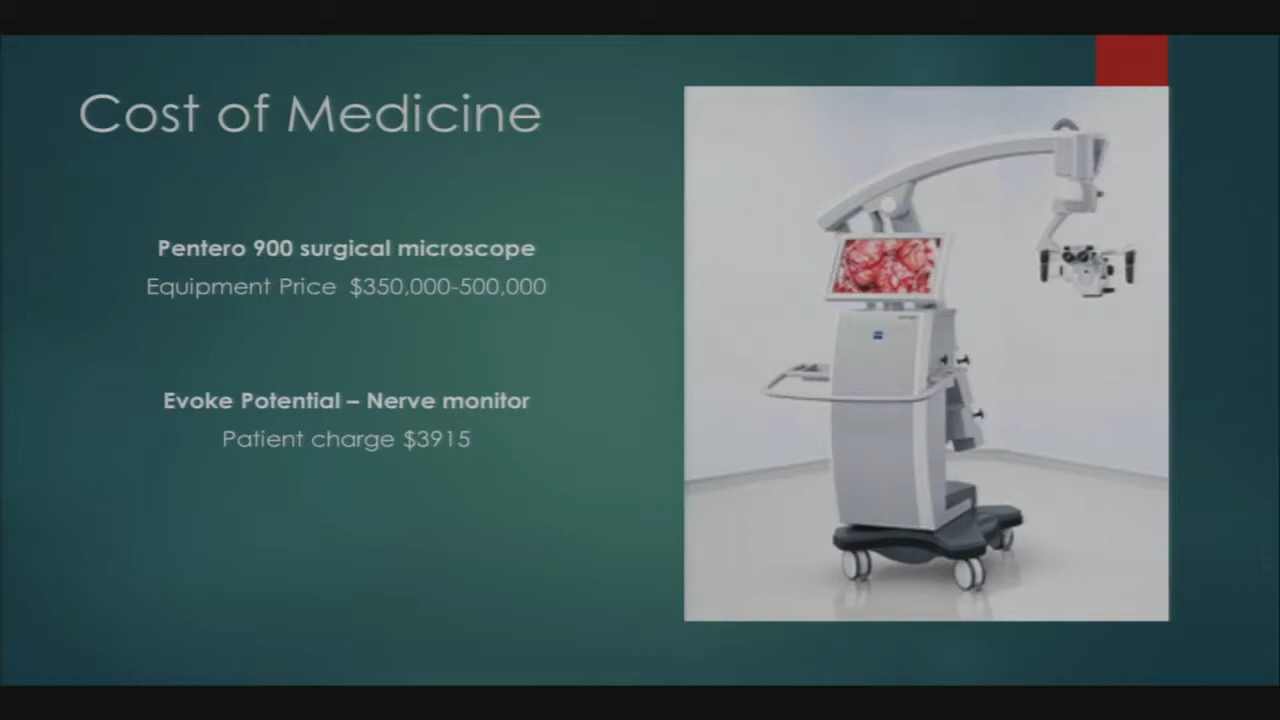 Cost of Medicine
Pentero 900 surgical microscope
Equipment Price $350,000-500,000
Evoke Potential – Nerve monitor
Patient charge $3915